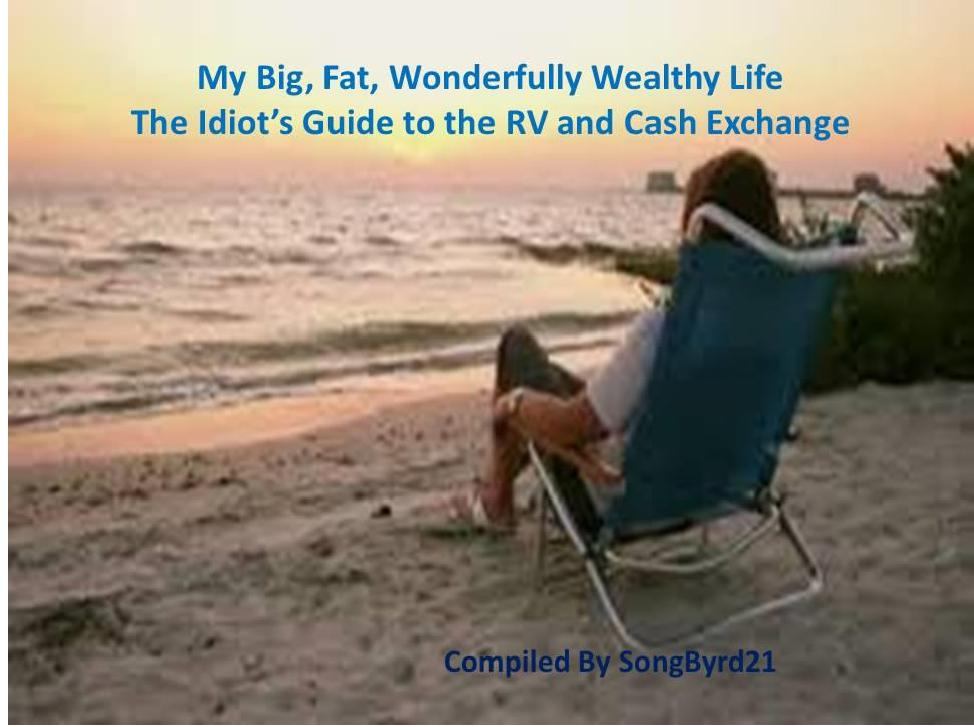 My Big, Fat, Wonderfully Wealthy Life
The Idiot’s Guide to the RV and Cash Exchange
Compiled By SongByrd21